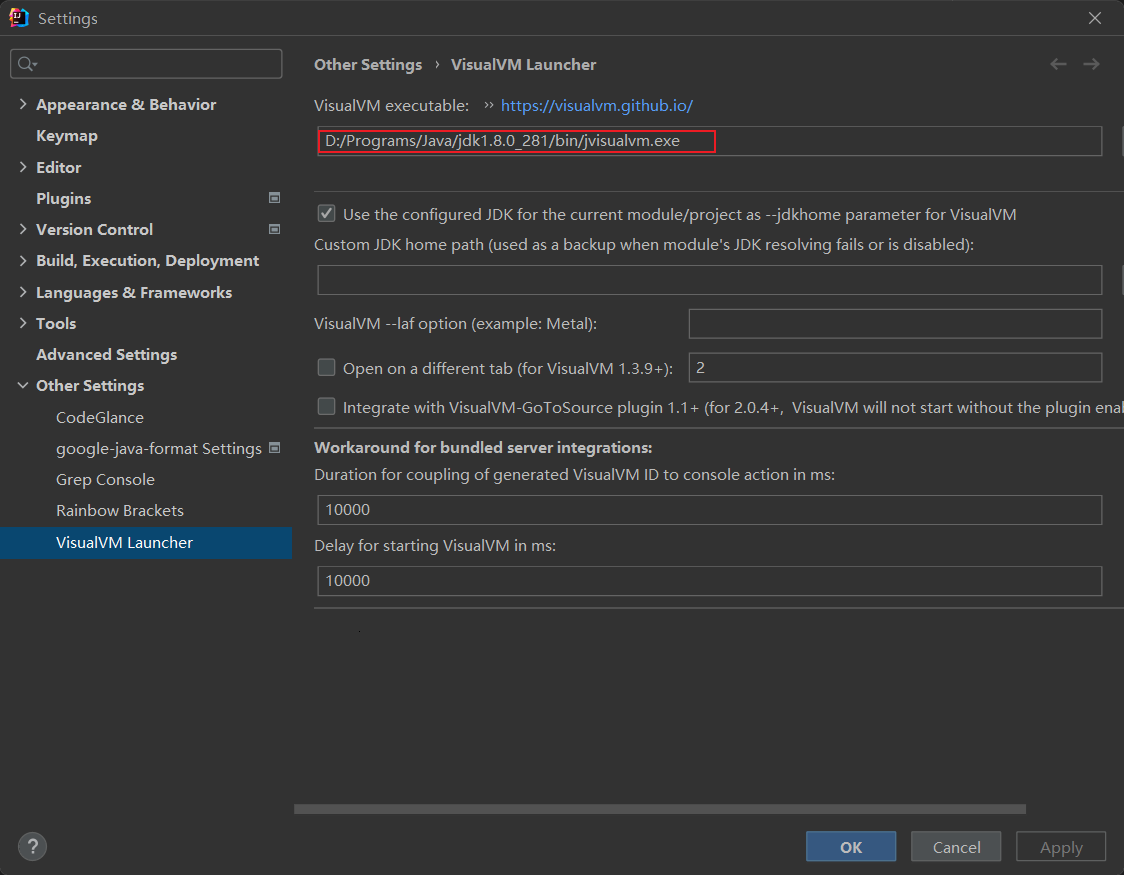 Settings
Other Settings › VisualVM Launcher
Appearance & Behavior
Keymap
Editor
Plugins
Version Control
Build, Execution, Deployment
Languages & Frameworks
Tools
Advanced Settings
Other Settings
CodeGlance
google-java-format Settings
Grep Console
Rainbow Brackets
VisualVM Launcher
VisualVM executable: ›› https://visualvm.github.io/
D:/Programs/Java/jdk1.8.0_281/bin/jvisualvm.exe
Use the configured JDK for the current module/project as --jdkhome parameter for VisualVM
Custom JDK home path (used as a backup when module's JDK resolving fails or is disabled):
VisualVM --laf option (example: Metal):
Open on a different tab (for VisualVM 1.3.9+): 2
Integrate with VisualVM-GoToSource plugin 1.1+ (for 2.0.4+, VisualVM will not start without the plugin enal
Workaround for bundled server integrations:
Duration for coupling of generated VisualVM ID to console action in ms:
10000
Delay for starting VisualVM in ms:
10000
?
OK Cancel Apply